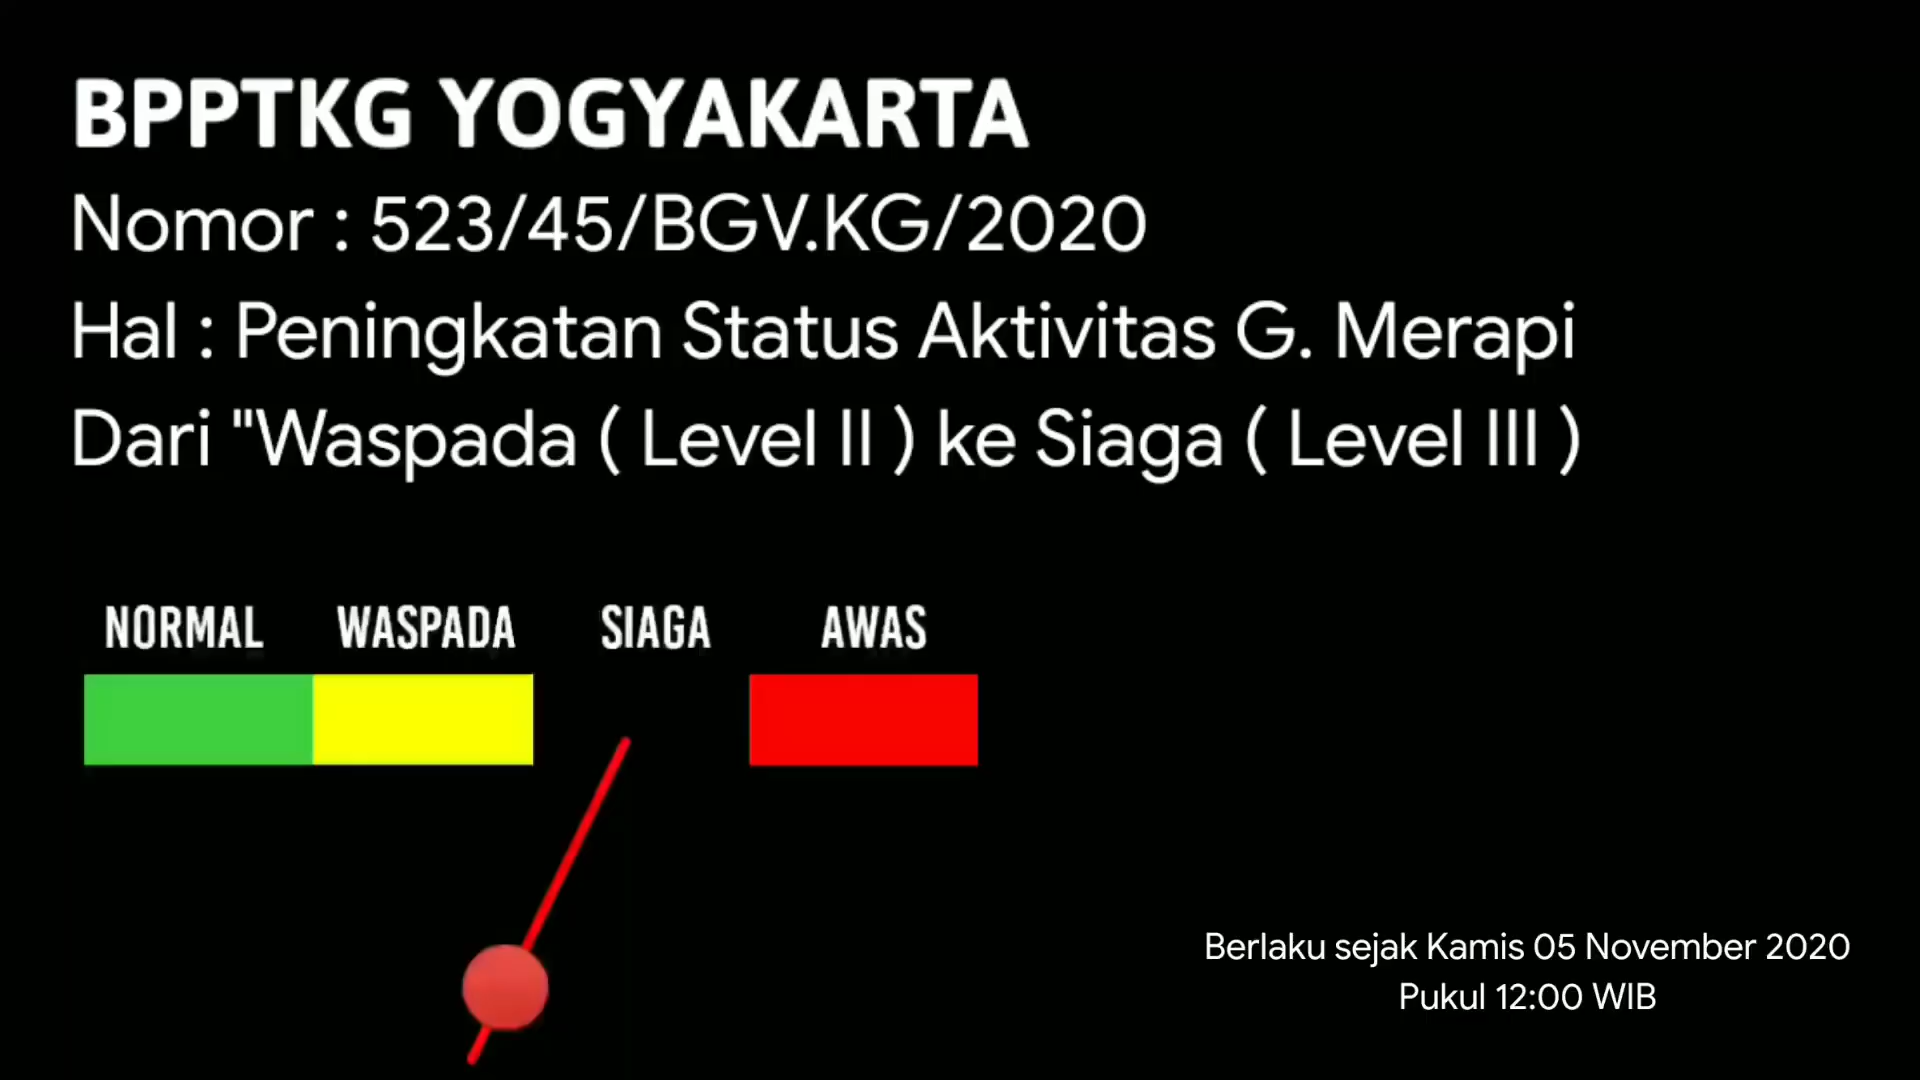 BPPTKG YOGYAKARTA
Nomor : 523/45/BGV.KG/2020
Hal : Peningkatan Status Aktivitas G. Merapi
Dari "Waspada ( Level II ) ke Siaga ( Level III )
NORMAL WASPADA SIAGA AWAS
Berlaku sejak Kamis 05 November 2020
Pukul 12:00 WIB